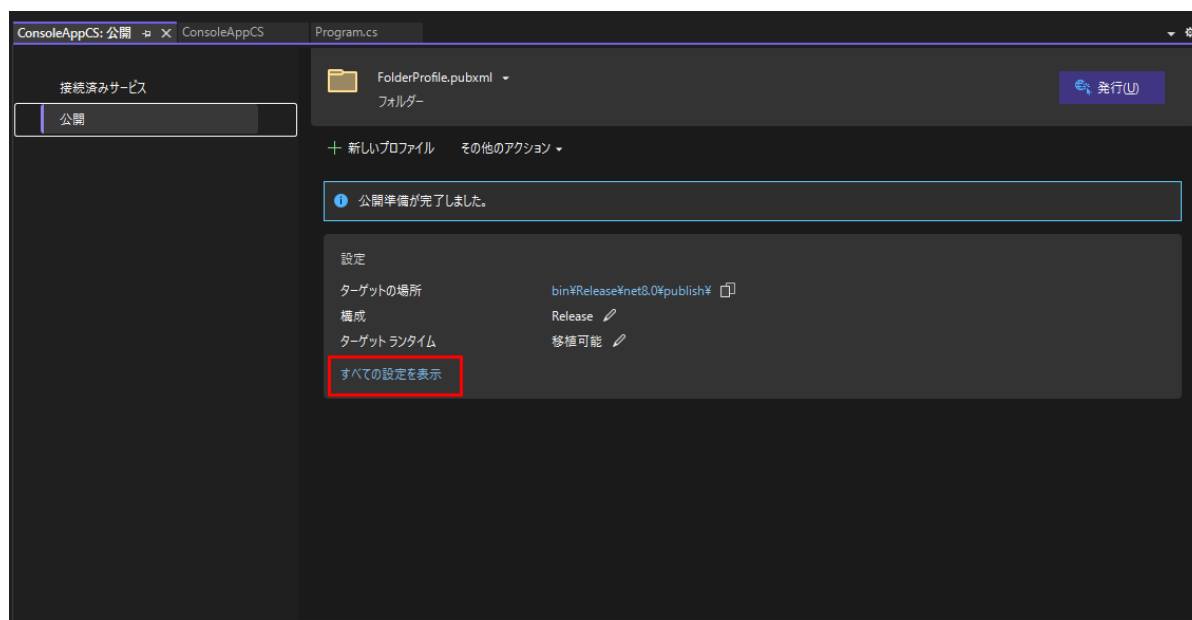 ConsoleAppCS: 公開 ConsoleAppCS Program.cs
接続済みサービス
公開
FolderProfile.pubxml
フォルダー
発行(U)
新しいプロファイル その他のアクション
公開準備が完了しました。
設定
ターゲットの場所 bin¥Release¥net8.0¥publish¥
構成 Release
ターゲット ランタイム 移植可能
すべての設定を表示